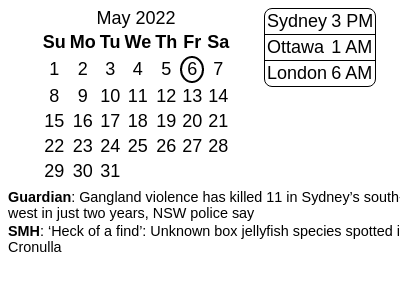 May 2022
Su Mo Tu We Th Fr Sa
1 2 3 4 5 6 7
8 9 10 11 12 13 14
15 16 17 18 19 20 21
22 23 24 25 26 27 28
29 30 31
Sydney 3 PM
Ottawa 1 AM
London 6 AM
Guardian: Gangland violence has killed 11 in Sydney's south-
west in just two years, NSW police say
SMH: ‘Heck of a find’: Unknown box jellyfish species spotted i
Cronulla